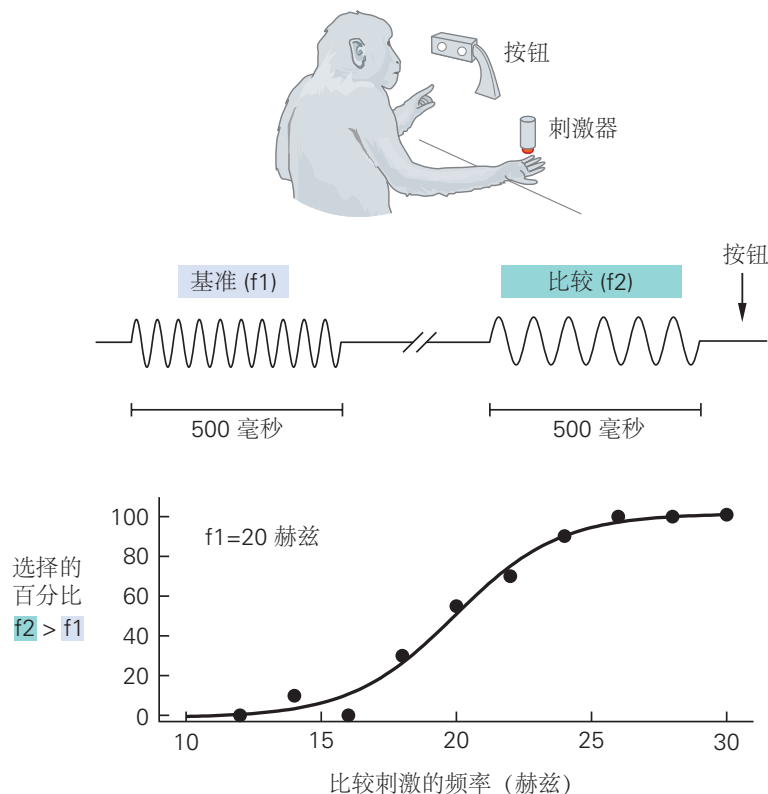 按钮
刺激器
按钮
基准 (f1)
比较 (f2)
500 毫秒
500 毫秒
f1=20 赫兹
选择的
百分比
f2 > f1
100
80
60
40
20
0
10
15
20
25
30
比较刺激的频率（赫兹）